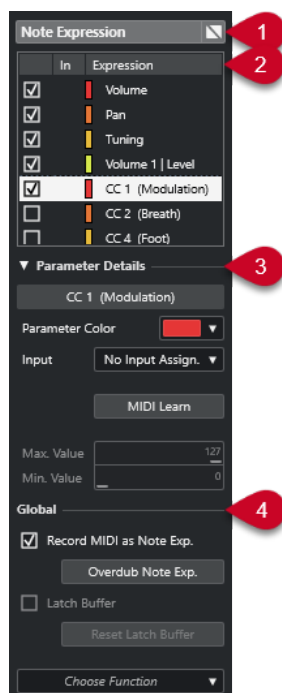 Note Expression
1
2
In Expression
Volume
Pan
Tuning
Volume 1 | Level
CC 1 (Modulation)
CC 2 (Breath)
CC 4 (Foot)
▼ Parameter Details
3
CC 1 (Modulation)
Parameter Color
Input No Input Assign.
MIDI Learn
Max. Value 127
Min. Value 0
Global
4
Record MIDI as Note Exp.
Overdub Note Exp.
Latch Buffer
Reset Latch Buffer
Choose Function